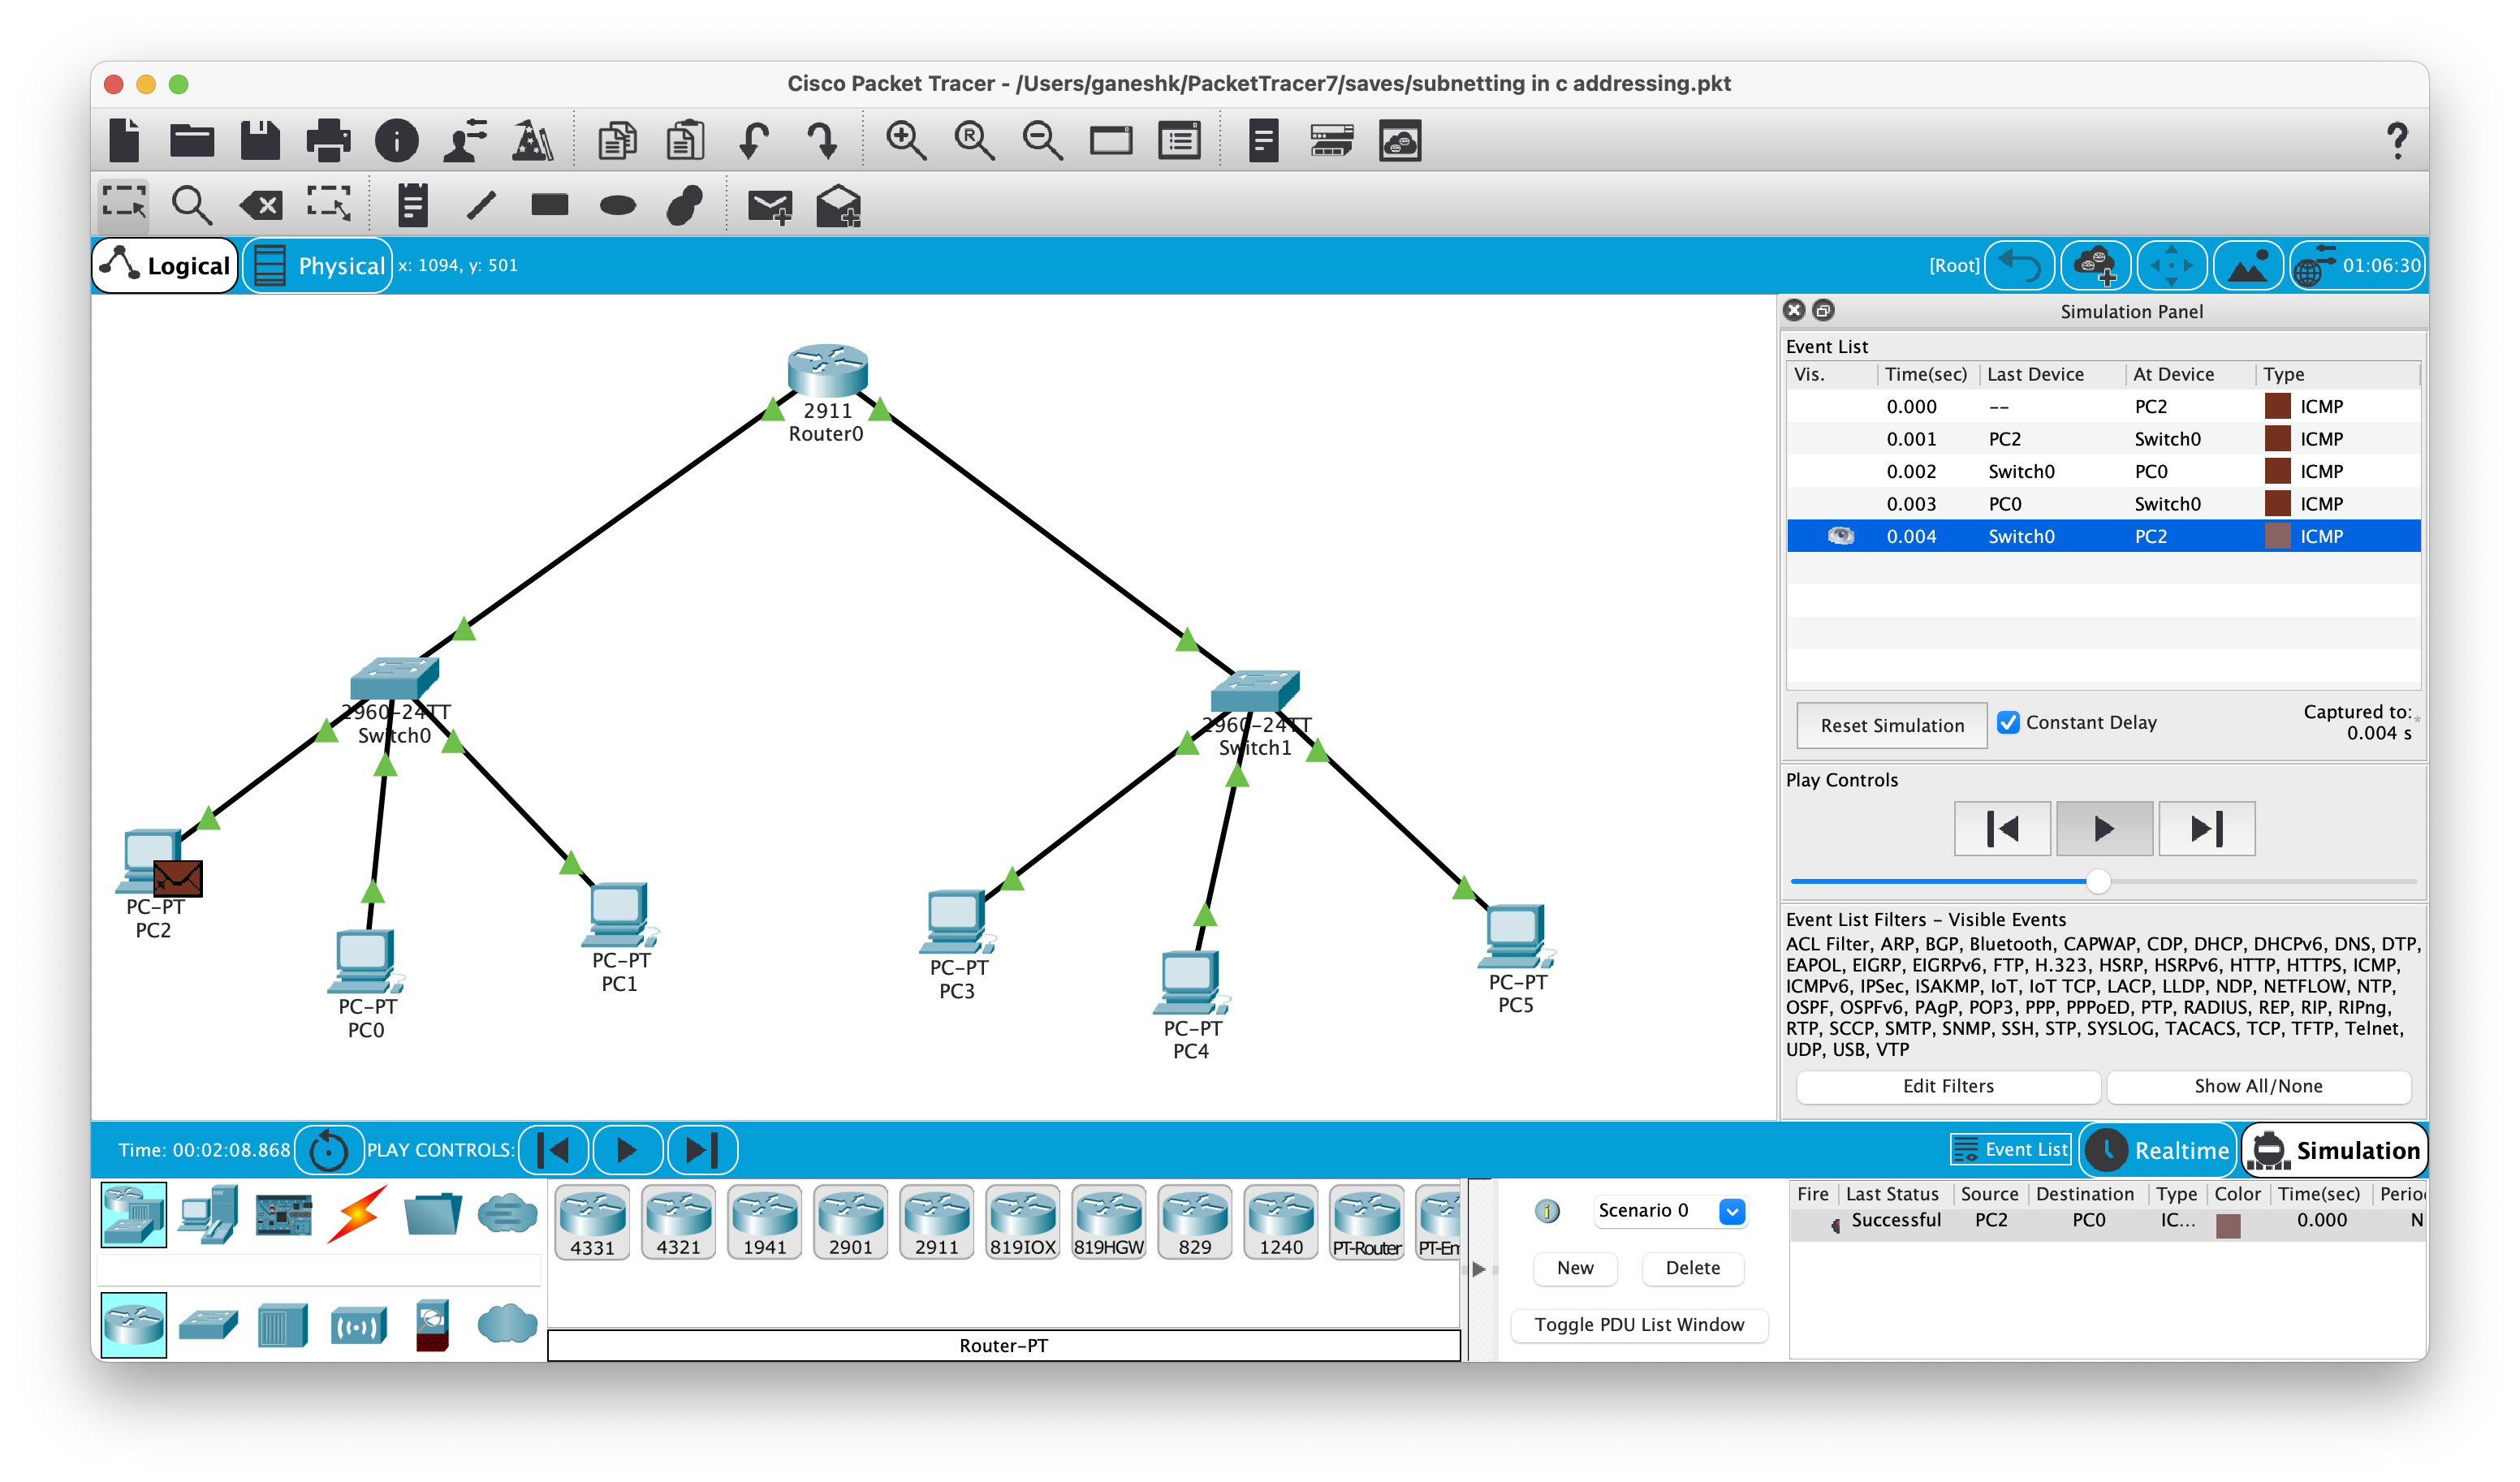 Cisco Packet Tracer - /Users/ganeshk/PacketTracer7/saves/subnetting in c addressing.pkt
Logical
Physical
x: 1094, y: 501
[Root]
01:06:30
2911
Router0
2960-24TT
Switch0
2960-24TT
Switch1
PC-PT
PC2
PC-PT
PC0
PC-PT
PC1
PC-PT
PC3
PC-PT
PC4
PC-PT
PC5
Simulation Panel
Event List
Vis. Time(sec) Last Device At Device Type
0.000 -- PC2 ICMP
0.001 PC2 Switch0 ICMP
0.002 Switch0 PC0 ICMP
0.003 PC0 Switch0 ICMP
0.004 Switch0 PC2 ICMP
Reset Simulation
Constant Delay
Captured to:*
0.004 s
Play Controls
Event List Filters - Visible Events
ACL Filter, ARP, BGP, Bluetooth, CAPWAP, CDP, DHCP, DHCPv6, DNS, DTP,
EAPOL, EIGRP, EIGRPv6, FTP, H.323, HSRP, HSRPv6, HTTP, HTTPS, ICMP,
ICMPv6, IPSec, ISAKMP, IoT, IoT TCP, LACP, LLDP, NDP, NETFLOW, NTP,
OSPF, OSPFv6, PAgP, POP3, PPP, PPPoED, PTP, RADIUS, REP, RIP, RIPng,
RTP, SCCP, SMTP, SNMP, SSH, STP, SYSLOG, TACACS, TCP, TFTP, Telnet,
UDP, USB, VTP
Edit Filters
Show All/None
Time: 00:02:08.868
PLAY CONTROLS:
Event List
Realtime
Simulation
4331
4321
1941
2901
2911
819IOX
819HGW
829
1240
PT-Router
PT-Em
Router-PT
Scenario 0
New
Delete
Toggle PDU List Window
Fire Last Status Source Destination Type Color Time(sec) Perio
Successful PC2 PC0 IC... 0.000 N